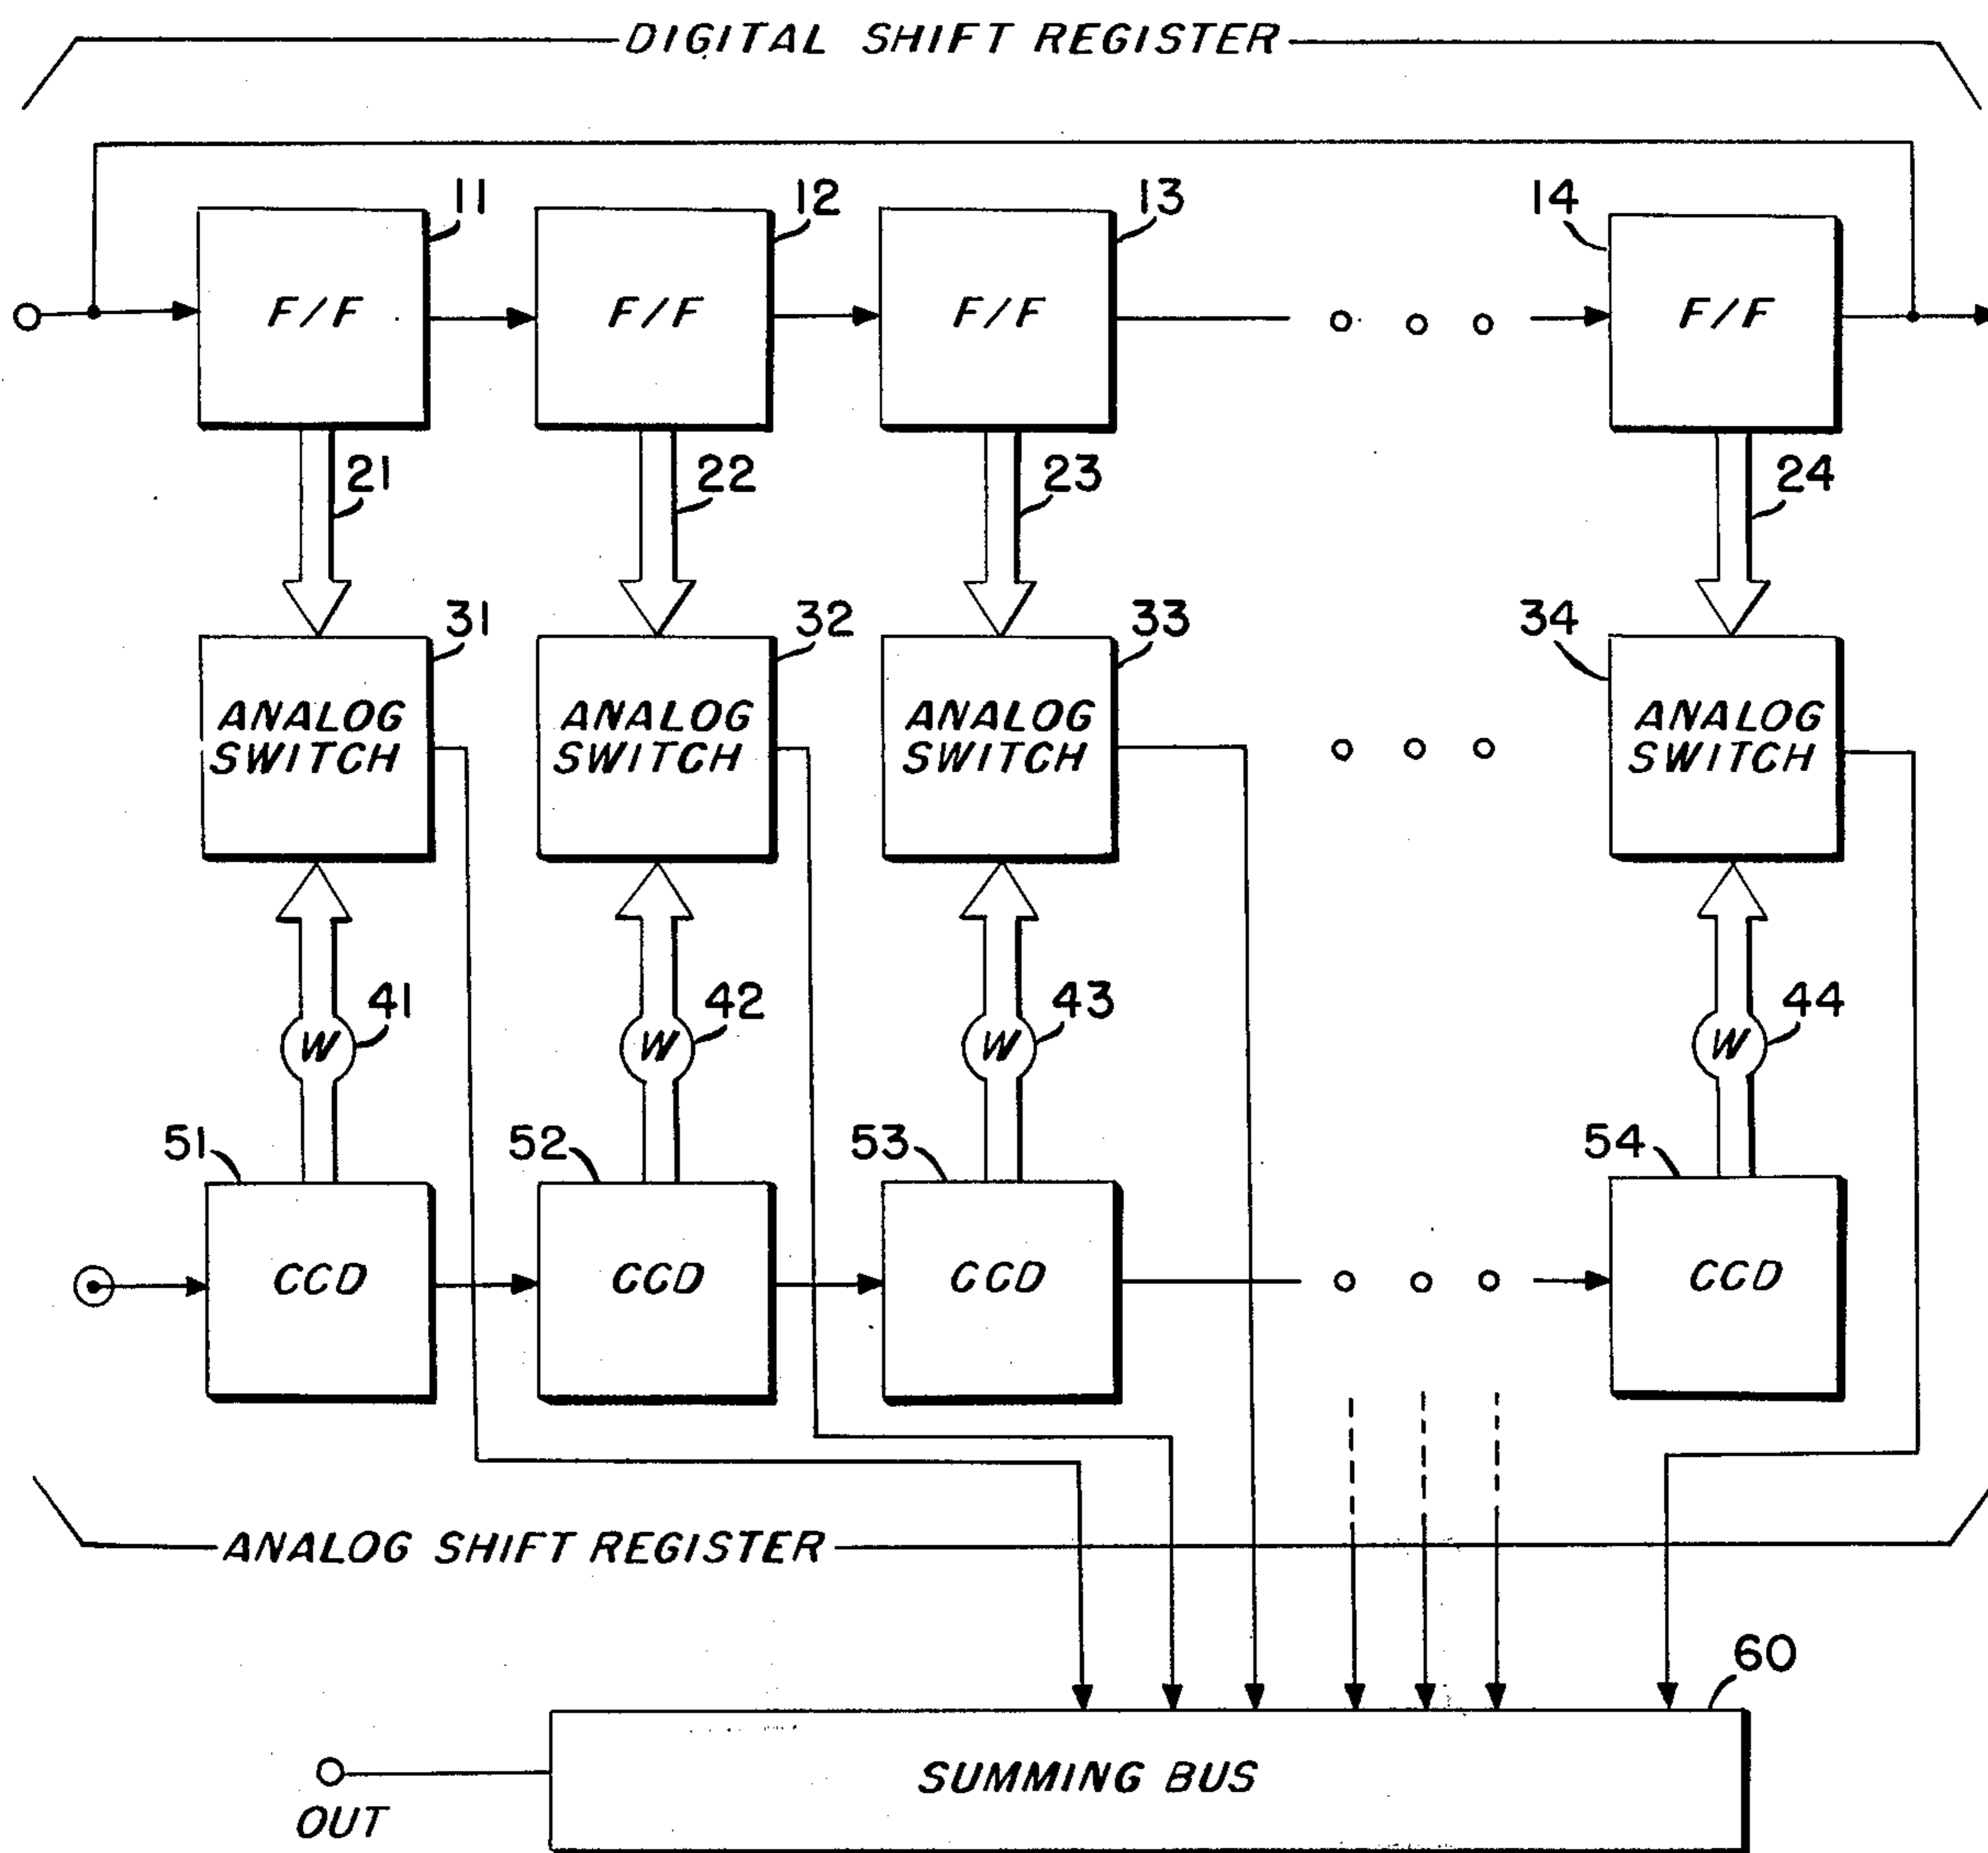 DIGITAL SHIFT REGISTER
11
12
13
14
F/F
F/F
F/F
F/F
21
22
23
24
31
32
33
34
ANALOG
SWITCH
ANALOG
SWITCH
ANALOG
SWITCH
ANALOG
SWITCH
41
42
43
44
W
W
W
W
51
52
53
54
CCD
CCD
CCD
CCD
ANALOG SHIFT REGISTER
60
SUMMING BUS
OUT